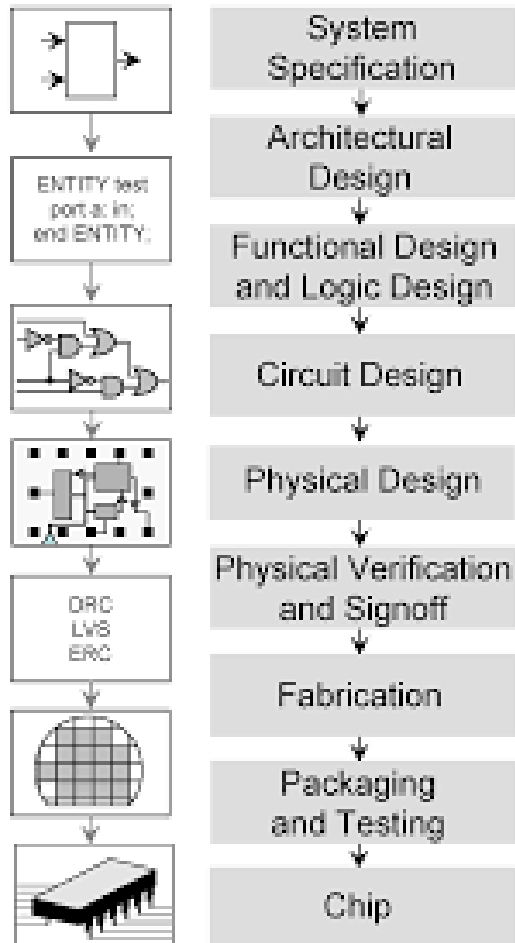 System
Specification
Architectural
Design
ENTITY test
port a: in;
end ENTITY;
Functional Design
and Logic Design
Circuit Design
Physical Design
Physical Verification
and Signoff
DRC
LVS
ERC
Fabrication
Packaging
and Testing
Chip